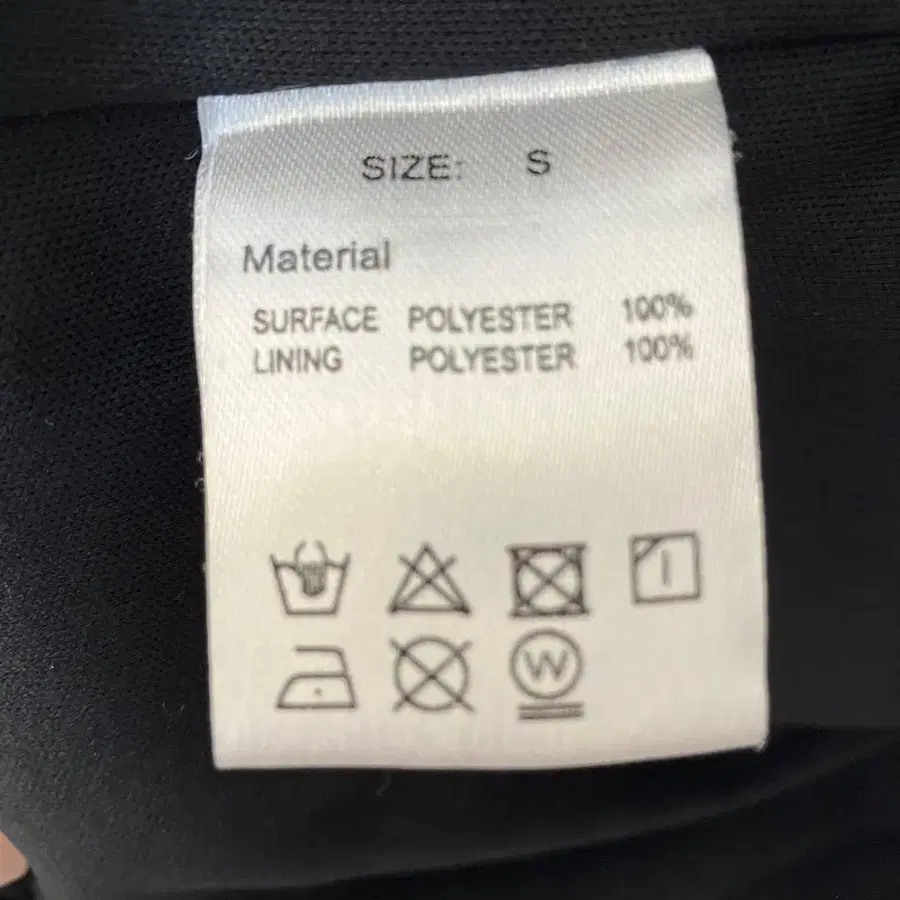 SIZE: S
Material
SURFACE POLYESTER 100%
LINING POLYESTER 100%
W